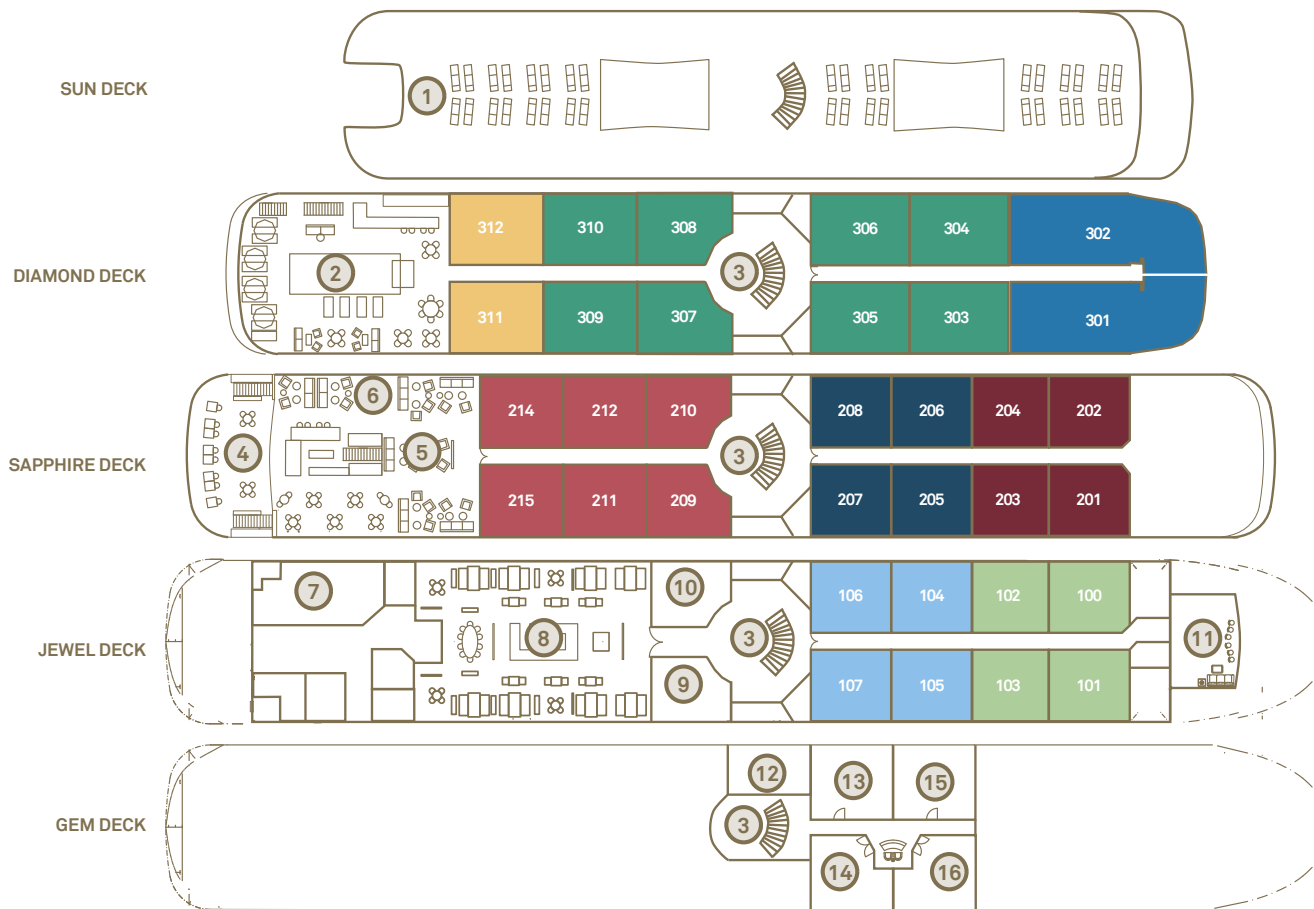 SUN DECK
1
DIAMOND DECK
312 310 308 306 304 302
2 3
311 309 307 305 303 301
SAPPHIRE DECK
6
214 212 210 208 206 204 202
4 5 3
215 211 209 207 205 203 201
JEWEL DECK
7 10 106 104 102 100
8 3 11
9 107 105 103 101
GEM DECK
12 13 15
3
14 16